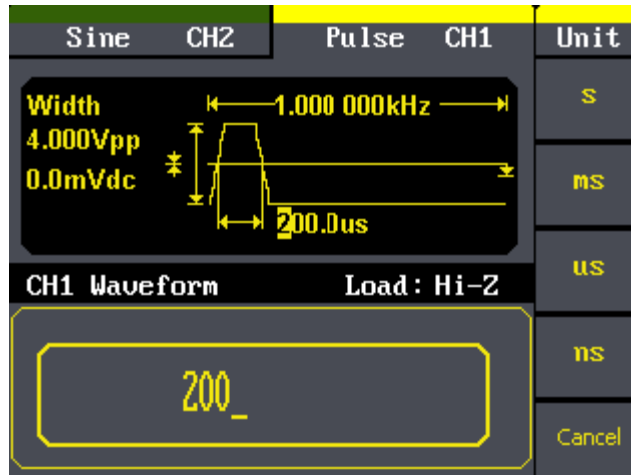 Sine CH2 Pulse CH1 Unit
Width 1.000 000kHz s
4.000Vpp
0.0mVdc ms
200.0us
CH1 Waveform Load: Hi-Z us
200_ ns
Cancel